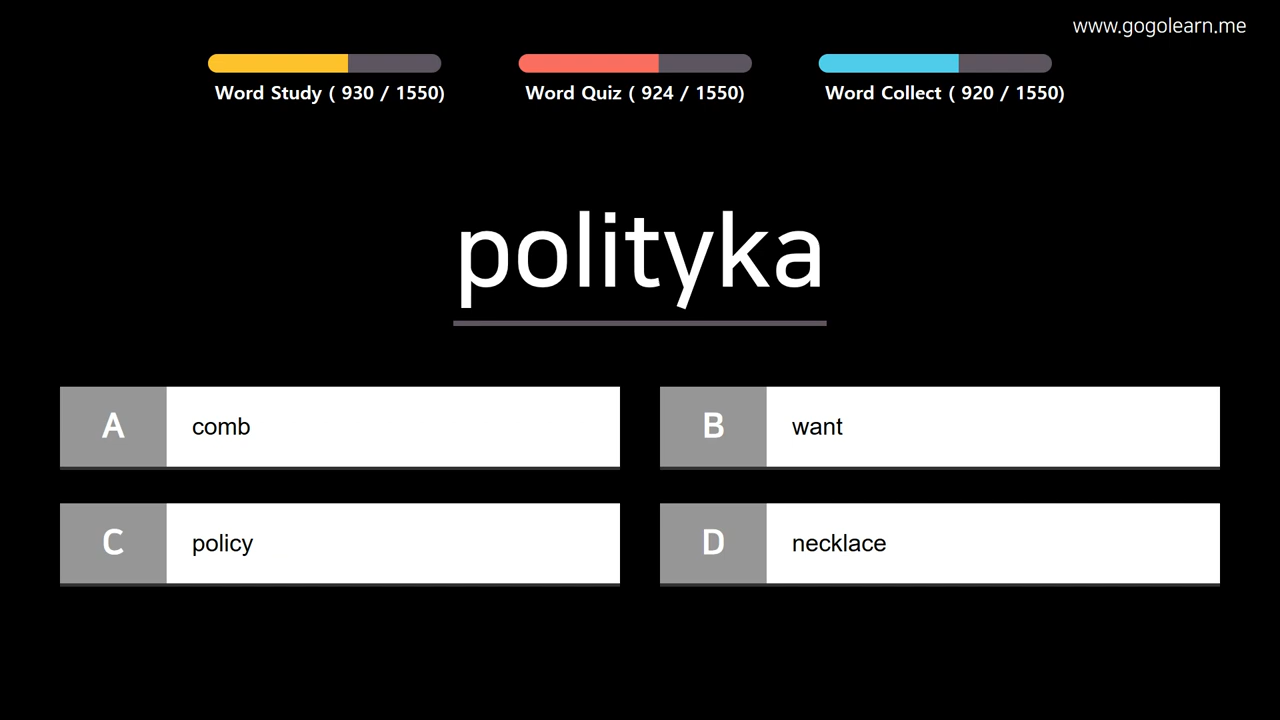 www.gogolearn.me
Word Study ( 930 / 1550)
Word Quiz ( 924 / 1550)
Word Collect ( 920 / 1550)
polityka
A comb
B want
C policy
D necklace